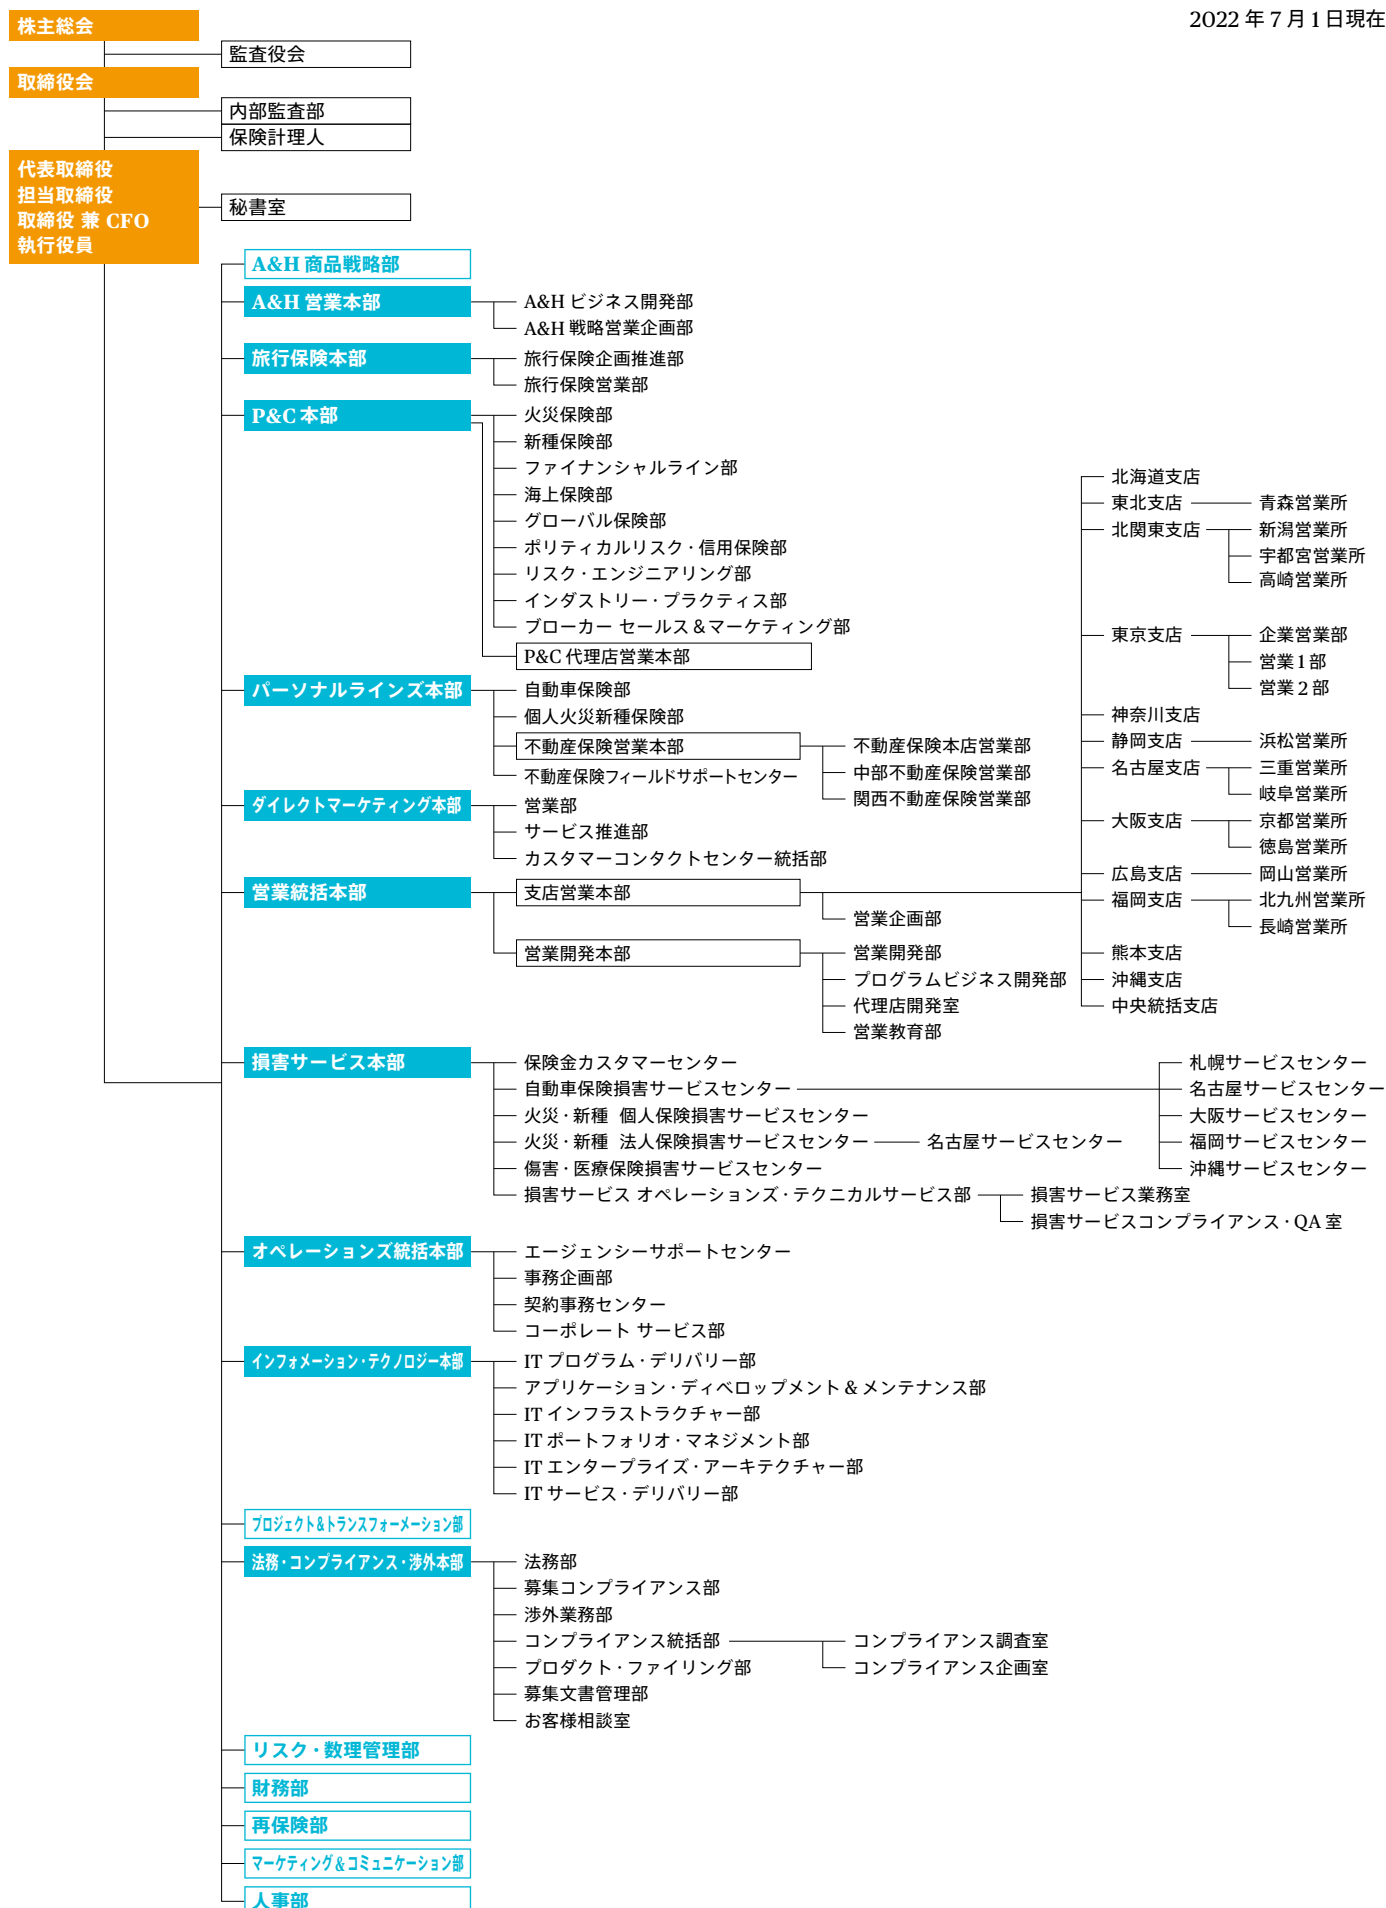 2022年7月1日現在
株主総会
監査役会
取締役会
内部監査部
保険計理人
代表取締役
担当取締役
取締役 兼 CFO
執行役員
秘書室
A&H 商品戦略部
A&H 営業本部
A&H ビジネス開発部
A&H 戦略営業企画部
旅行保険本部
旅行保険企画推進部
旅行保険営業部
P&C 本部
火災保険部
新種保険部
ファイナンシャルライン部
海上保険部
グローバル保険部
ポリティカルリスク・信用保険部
リスク・エンジニアリング部
インダストリー・プラクティス部
ブローカー セールス＆マーケティング部
P&C 代理店営業本部
パーソナルラインズ本部
自動車保険部
個人火災新種保険部
不動産保険営業本部
不動産保険本店営業部
中部不動産保険営業部
関西不動産保険営業部
不動産保険フィールドサポートセンター
ダイレクトマーケティング本部
営業部
サービス推進部
カスタマーコンタクトセンター統括部
営業統括本部
支店営業本部
営業企画部
北海道支店
東北支店
青森営業所
北関東支店
新潟営業所
宇都宮営業所
高崎営業所
東京支店
企業営業部
営業1部
営業2部
神奈川支店
静岡支店
浜松営業所
名古屋支店
三重営業所
岐阜営業所
大阪支店
京都営業所
徳島営業所
広島支店
岡山営業所
福岡支店
北九州営業所
長崎営業所
熊本支店
沖縄支店
中央統括支店
営業開発本部
営業開発部
プログラムビジネス開発部
代理店開発室
営業教育部
損害サービス本部
保険金カスタマーセンター
自動車保険損害サービスセンター
札幌サービスセンター
名古屋サービスセンター
大阪サービスセンター
福岡サービスセンター
沖縄サービスセンター
火災・新種 個人保険損害サービスセンター
火災・新種 法人保険損害サービスセンター
名古屋サービスセンター
傷害・医療保険損害サービスセンター
損害サービス オペレーションズ・テクニカルサービス部
損害サービス業務室
損害サービスコンプライアンス・QA 室
オペレーションズ統括本部
エージェンシーサポートセンター
事務企画部
契約事務センター
コーポレート サービス部
インフォメーション・テクノロジー本部
IT プログラム・デリバリー部
アプリケーション・ディベロップメント & メンテナンス部
IT インフラストラクチャー部
IT ポートフォリオ・マネジメント部
IT エンタープライズ・アーキテクチャー部
IT サービス・デリバリー部
プロジェクト&トランスフォーメーション部
法務・コンプライアンス・渉外本部
法務部
募集コンプライアンス部
渉外業務部
コンプライアンス統括部
コンプライアンス調査室
コンプライアンス企画室
プロダクト・ファイリング部
募集文書管理部
お客様相談室
リスク・数理管理部
財務部
再保険部
マーケティング&コミュニケーション部
人事部